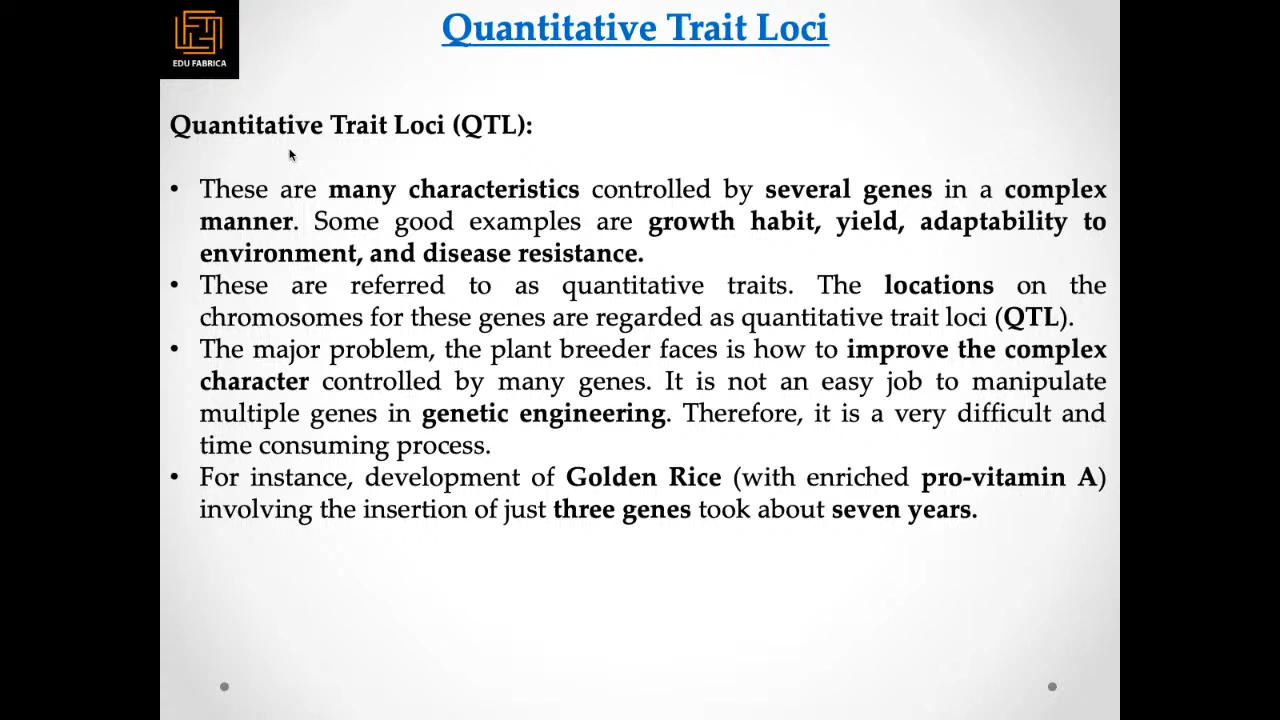 EDU FABRICA
Quantitative Trait Loci
Quantitative Trait Loci (QTL):
• These are many characteristics controlled by several genes in a complex
manner. Some good examples are growth habit, yield, adaptability to
environment, and disease resistance.
• These are referred to as quantitative traits. The locations on the
chromosomes for these genes are regarded as quantitative trait loci (QTL).
• The major problem, the plant breeder faces is how to improve the complex
character controlled by many genes. It is not an easy job to manipulate
multiple genes in genetic engineering. Therefore, it is a very difficult and
time consuming process.
• For instance, development of Golden Rice (with enriched pro-vitamin A)
involving the insertion of just three genes took about seven years.